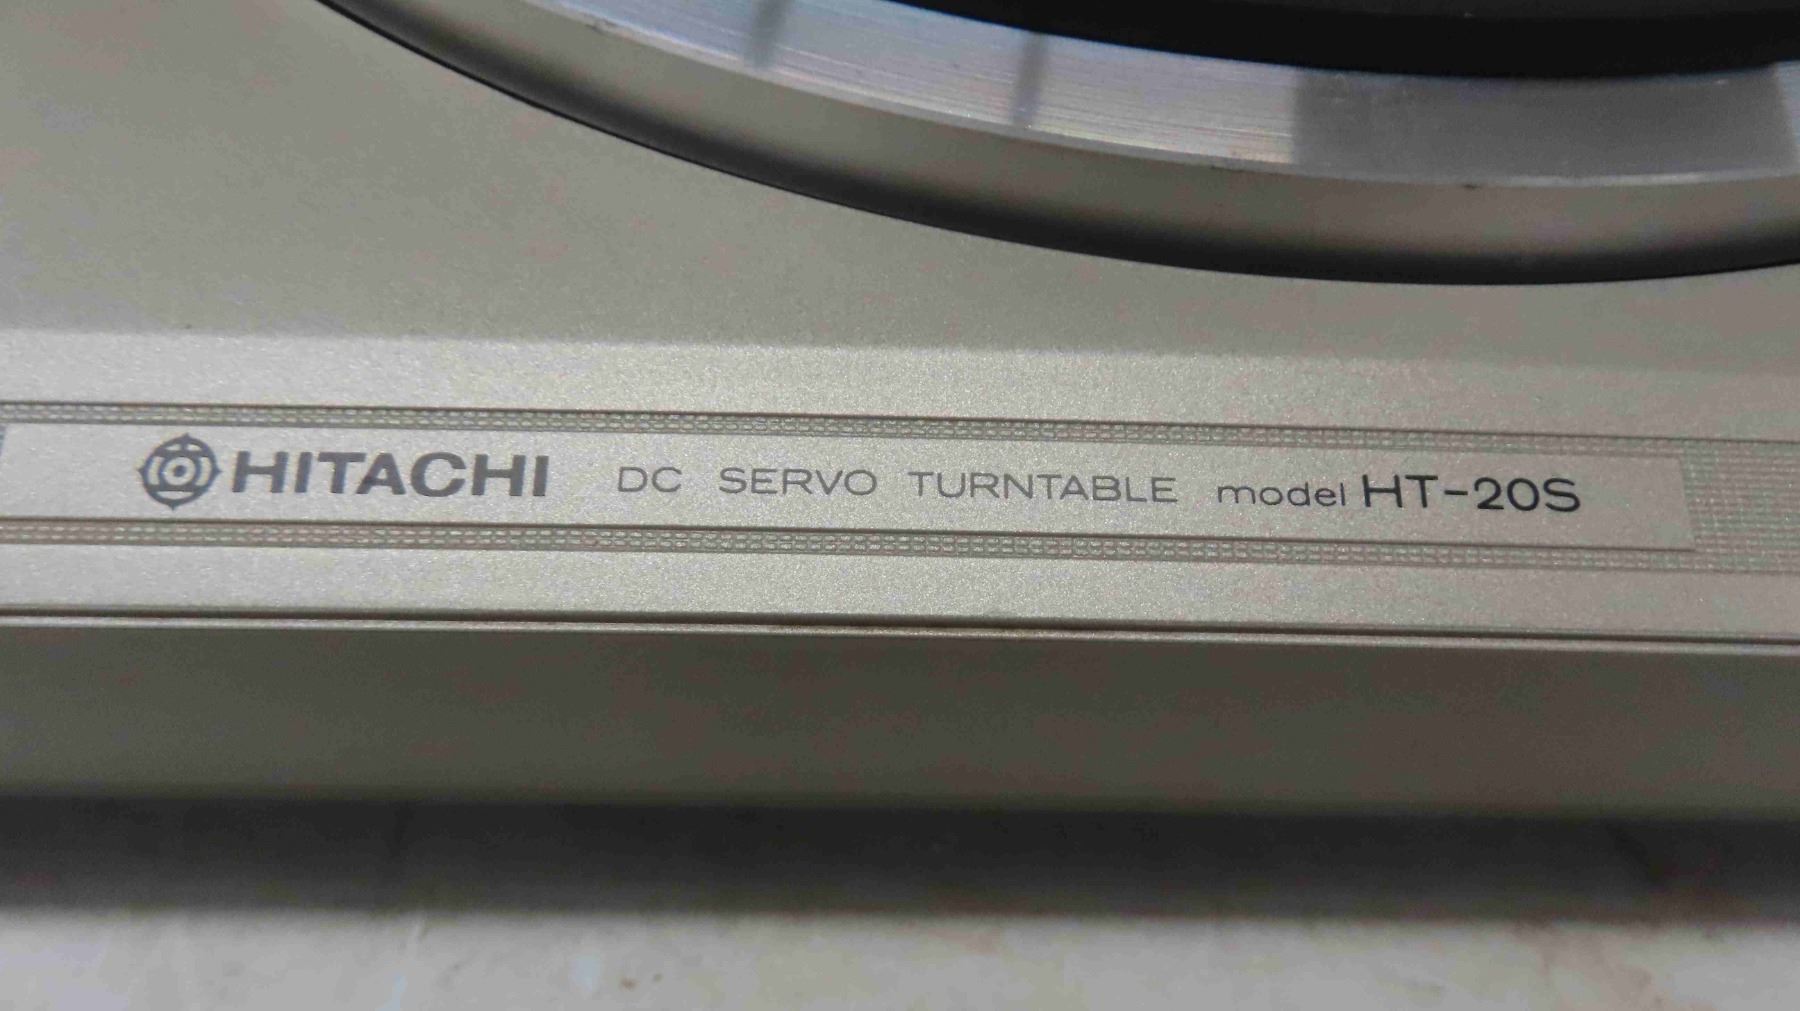 HITACHI DC SERVO TURNTABLE model HT-20S